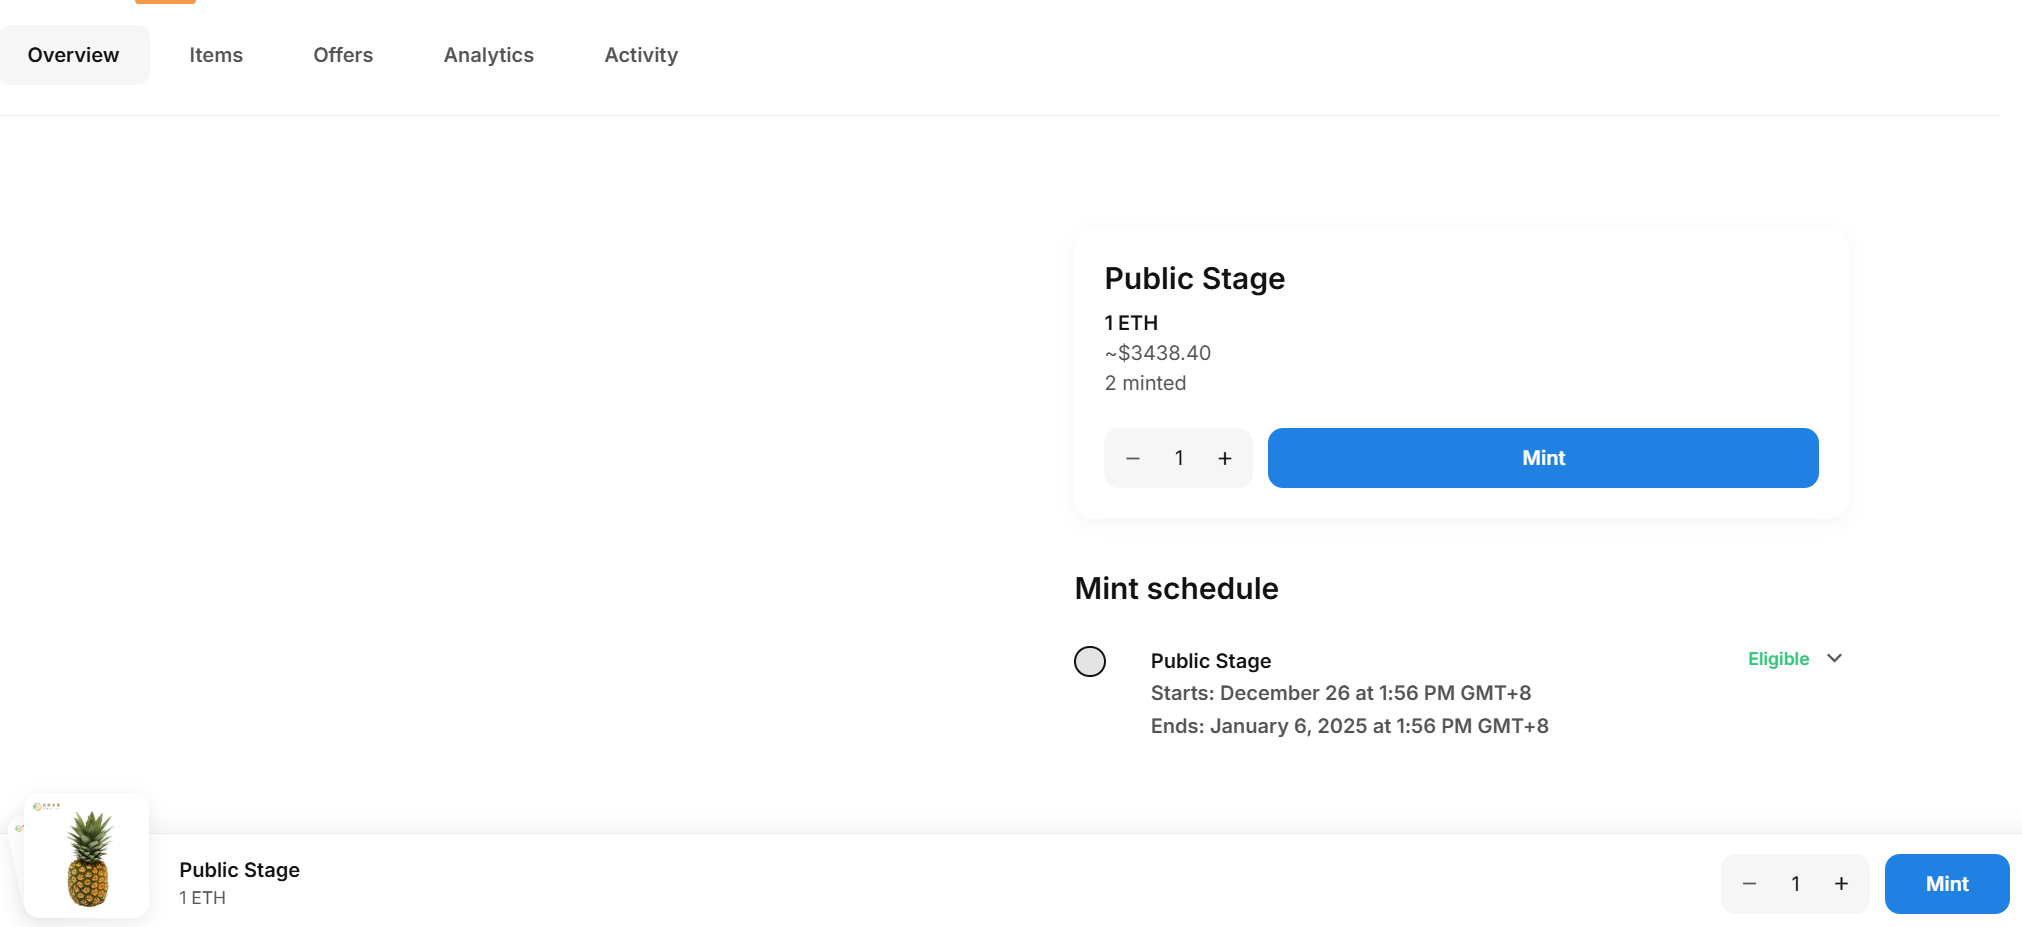 Overview
Items
Offers
Analytics
Activity
Public Stage
1 ETH
~$3438.40
2 minted
− 1 +
Mint
Mint schedule
Public Stage
Eligible
Starts: December 26 at 1:56 PM GMT+8
Ends: January 6, 2025 at 1:56 PM GMT+8
Public Stage
1 ETH
− 1 +
Mint